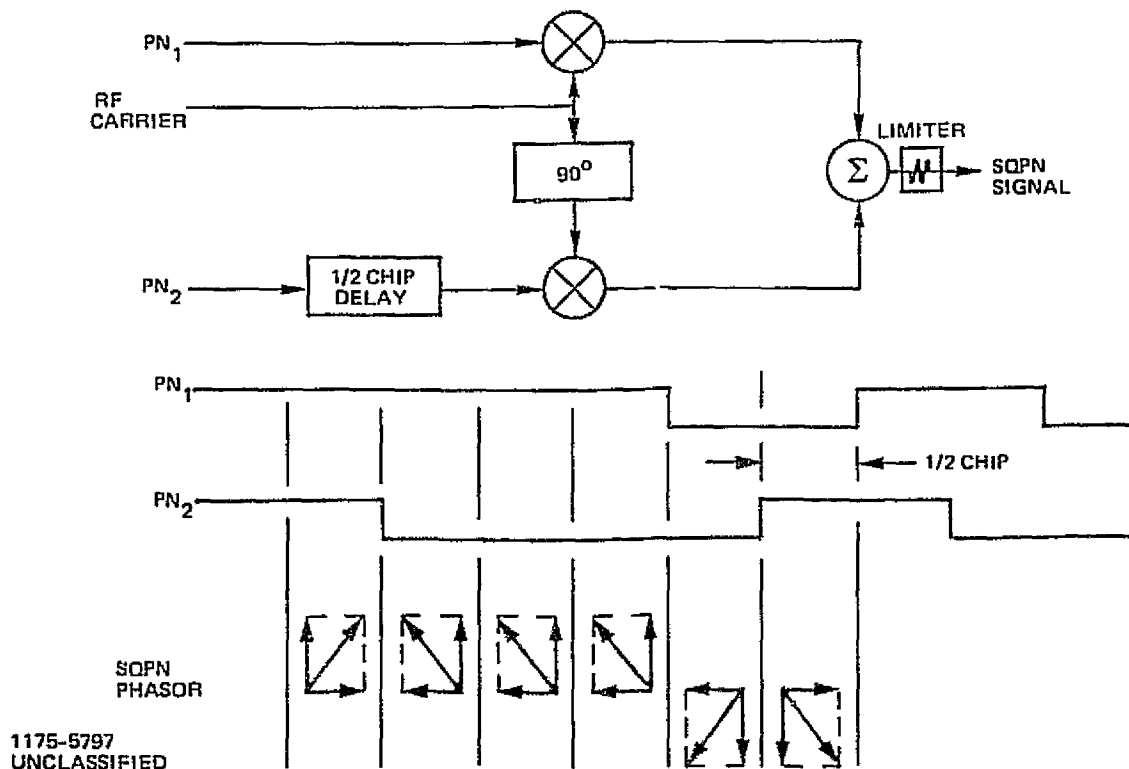 PN1
RF
CARRIER
90°
LIMITER
Σ
SQPN
SIGNAL
PN2
1/2 CHIP
DELAY
PN1
1/2 CHIP
PN2
SQPN
PHASOR
1175-5797
UNCLASSIFIED